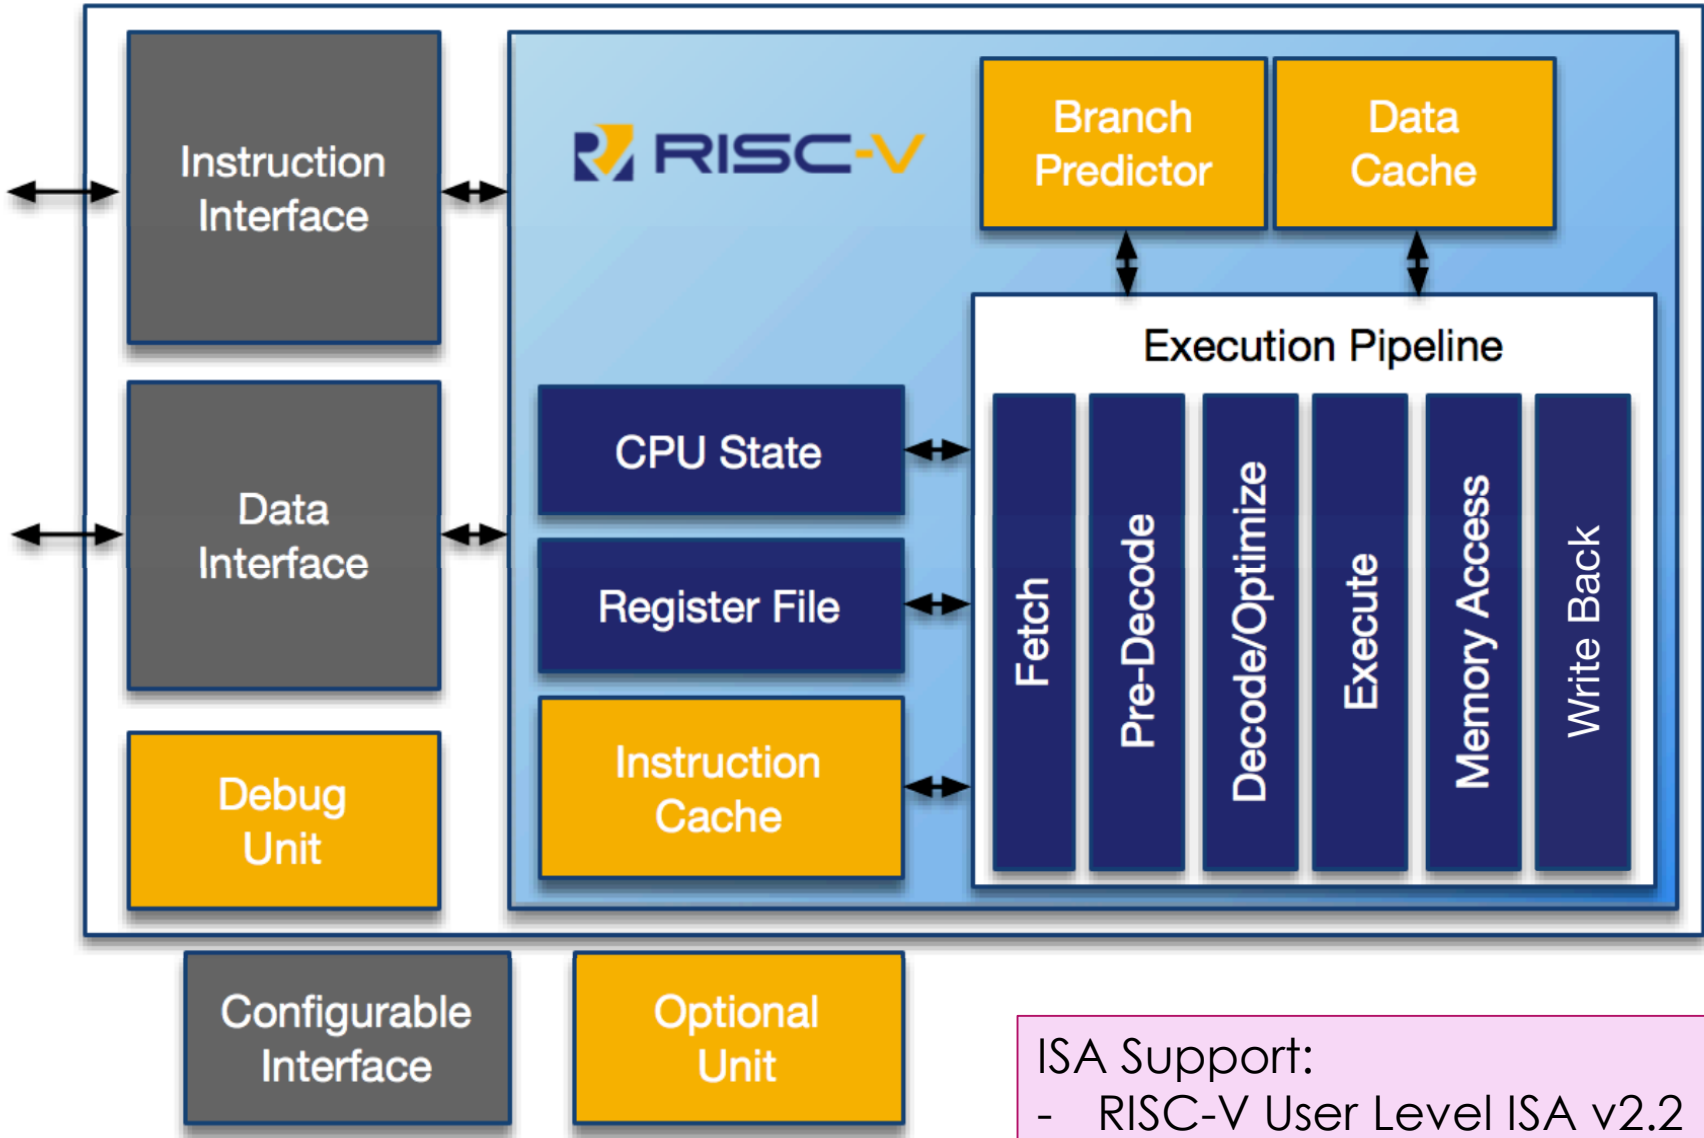 Instruction
Interface
RISC-V
Branch
Predictor
Data
Cache
Execution Pipeline
Data
Interface
CPU State
Register File
Instruction
Cache
Fetch
Pre-Decode
Decode/Optimize
Execute
Memory Access
Write Back
Debug
Unit
Configurable
Interface
Optional
Unit
ISA Support:
- RISC-V User Level ISA v2.2